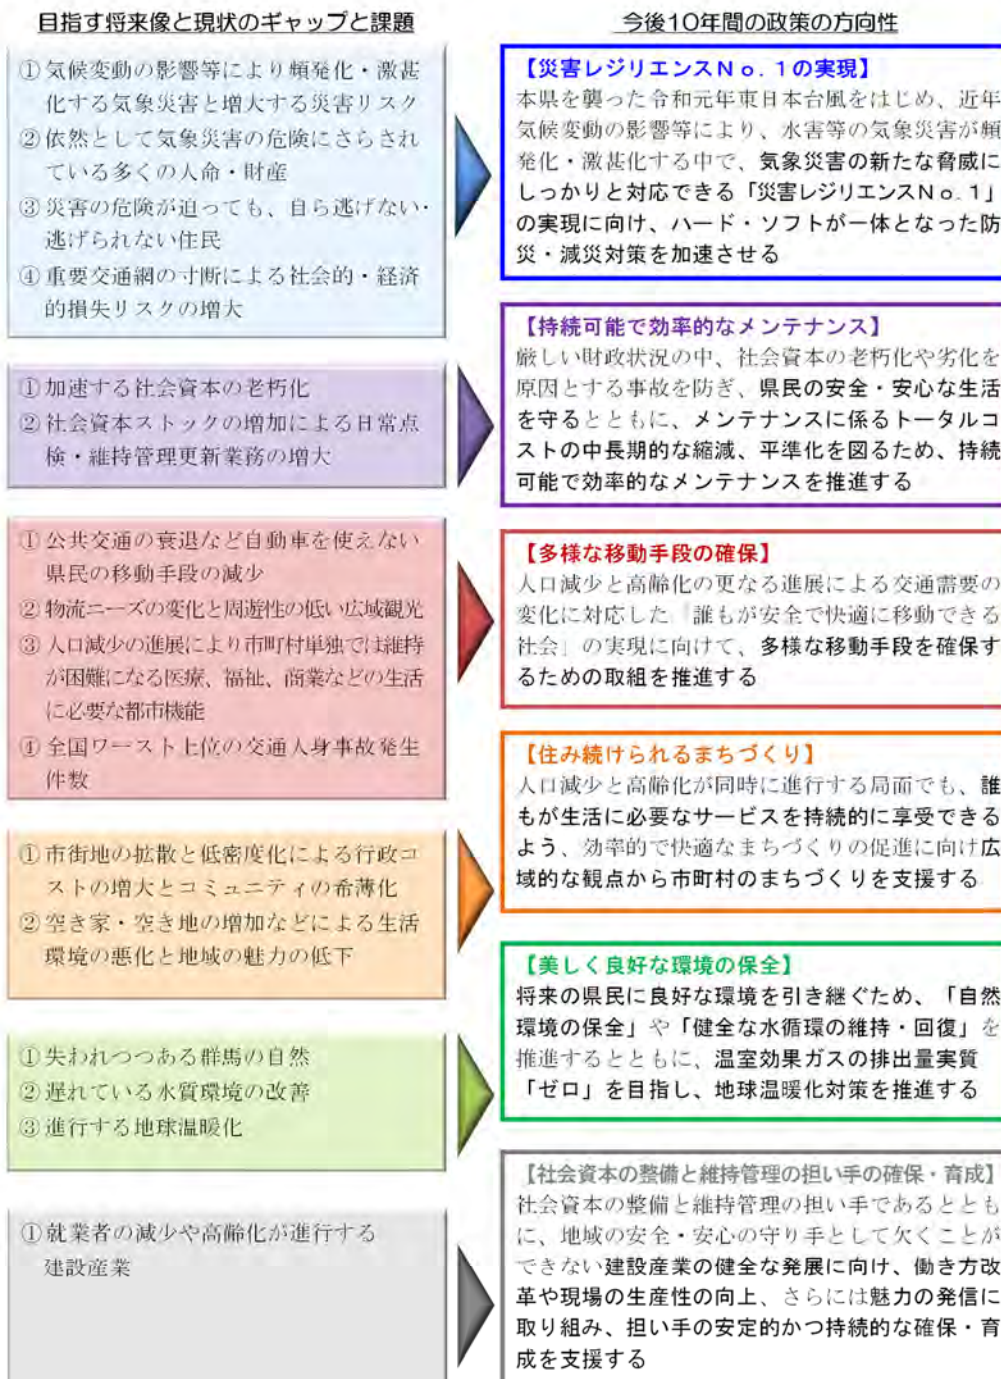 目指す将来像と現状のギャップと課題
①気候変動の影響等により頻発化・激甚
化する気象災害と増大する災害リスク
②依然として気象災害の危険にさらされ
ている多くの人命・財産
③災害の危険が迫っても、自ら逃げない・
逃げられない住民
④重要交通網の寸断による社会的・経済
的損失リスクの増大
①加速する社会資本の老朽化
②社会資本ストックの増加による日常点
検・維持管理更新業務の増大
①公共交通の衰退など自動車を使えない
県民の移動手段の減少
②物流ニーズの変化と周遊性の低い広域観光
③人口減少の進展により市町村単独では維持
が困難になる医療、福祉、商業などの生活
に必要な都市機能
④全国ワースト上位の交通人身事故発生
件数
①市街地の拡散と低密度化による行政コ
ストの増大とコミュニティの希薄化
②空き家・空き地の増加などによる生活
環境の悪化と地域の魅力の低下
①失われつつある群馬の自然
②遅れている水質環境の改善
③進行する地球温暖化
①就業者の減少や高齢化が進行する
建設産業
今後10年間の政策の方向性
【災害レジリエンスNo.1の実現】
本県を襲った令和元年東日本台風をはじめ、近年
気候変動の影響等により、水害等の気象災害が頻
発化・激甚化する中で、気象災害の新たな脅威に
しっかりと対応できる「災害レジリエンスNo.1」
の実現に向け、ハード・ソフトが一体となった防
災・減災対策を加速させる
【持続可能で効率的なメンテナンス】
厳しい財政状況の中、社会資本の老朽化や劣化を
原因とする事故を防ぎ、県民の安全・安心な生活
を守るとともに、メンテナンスに係るトータルコ
ストの中長期的な縮減、平準化を図るため、持続
可能で効率的なメンテナンスを推進する
【多様な移動手段の確保】
人口減少と高齢化の更なる進展による交通需要の
変化に対応した「誰もが安全で快適に移動できる
社会」の実現に向けて、多様な移動手段を確保す
るための取組を推進する
【住み続けられるまちづくり】
人口減少と高齢化が同時に進行する局面でも、誰
もが生活に必要なサービスを持続的に享受できる
よう、効率的で快適なまちづくりの促進に向け広
域的な観点から市町村のまちづくりを支援する
【美しく良好な環境の保全】
将来の県民に良好な環境を引き継ぐため、「自然
環境の保全」や「健全な水循環の維持・回復」を
推進するとともに、温室効果ガスの排出量実質
「ゼロ」を目指し、地球温暖化対策を推進する
【社会資本の整備と維持管理の担い手の確保・育成】
社会資本の整備と維持管理の担い手であるととも
に、地域の安全・安心の守り手として欠くことが
できない建設産業の健全な発展に向け、働き方改
革や現場の生産性の向上、さらには魅力の発信に
取り組み、担い手の安定的かつ持続的な確保・育
成を支援する